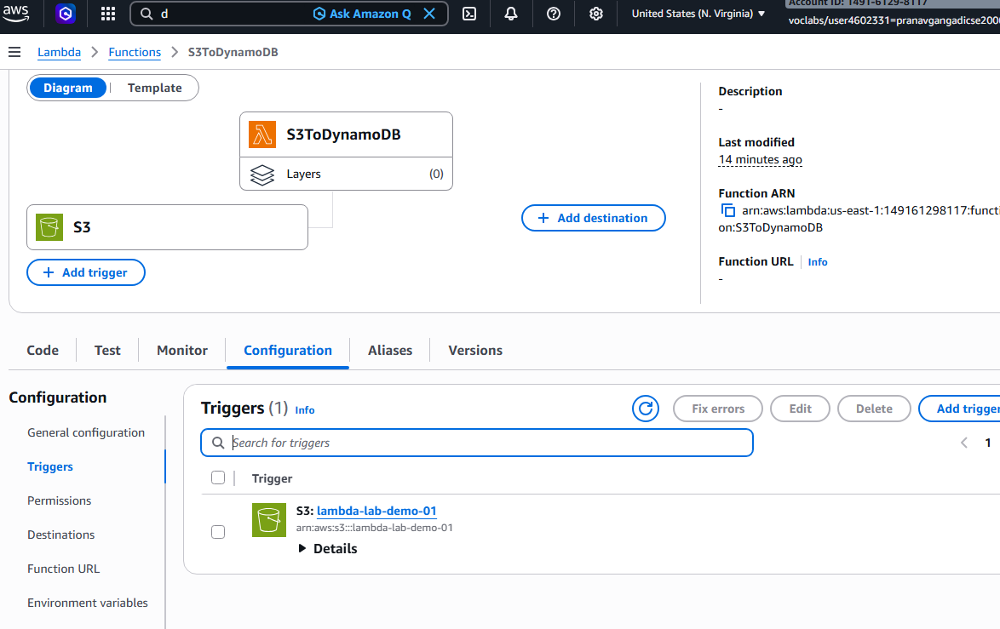 aws
d
Ask Amazon Q
United States (N. Virginia)
Account ID: 1491-6129-8117
voclabs/user4602331=pranavgangadicse200
Lambda
Functions
S3ToDynamoDB
Diagram
Template
S3ToDynamoDB
Layers
(0)
S3
Add trigger
Add destination
Description
-
Last modified
14 minutes ago
Function ARN
arn:aws:lambda:us-east-1:149161298117:functi
on:S3ToDynamoDB
Function URL
Info
-
Code
Test
Monitor
Configuration
Aliases
Versions
Configuration
General configuration
Triggers
Permissions
Destinations
Function URL
Environment variables
Triggers (1) Info
Fix errors
Edit
Delete
Add trigger
Search for triggers
1
Trigger
S3: lambda-lab-demo-01
arn:aws:s3:::lambda-lab-demo-01
Details